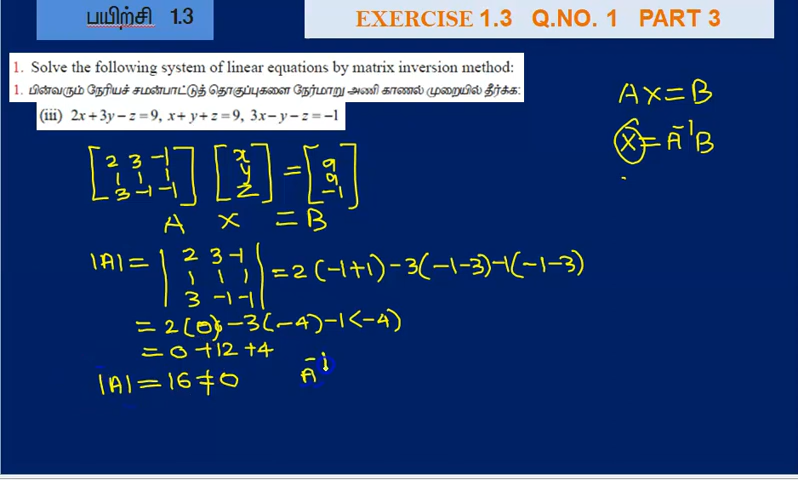 பயிற்சி 1.3
EXERCISE 1.3 Q.NO. 1 PART 3
1. Solve the following system of linear equations by matrix inversion method:
1. பின்வரும் நேரியச் சமன்பாட்டுத் தொகுப்புகளை நேர்மாறு அணி காணல் முறையில் தீர்க்க:
(iii) 2x+3y−z=9, x+y+z=9, 3x−y−z=−1
AX=B
X=A⁻¹B
[2 3 -1] [x] = [9]
[1 1 1] [y] [9]
[3 -1 -1] [z] [-1]
A X = B
|A| = |2 3 -1| = 2(-1+1)-3(-1-3)-1(-1-3)
|1 1 1|
|3 -1 -1|
= 2(0)-3(-4)-1(-4)
= 0+12+4
|A| = 16≠0 A⁻¹